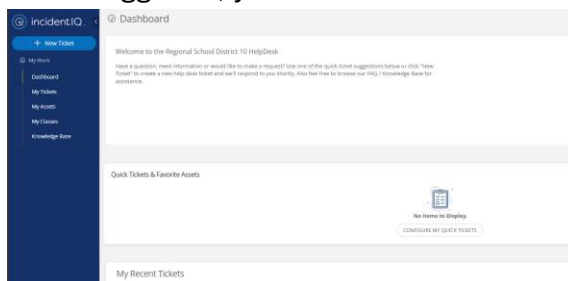 incidentIQ.
Dashboard
+ New Ticket
My Work
Dashboard
My Tickets
My Assets
My Classes
Knowledge Base
Welcome to the Regional School District 10 HelpDesk
Have a question, need information or would like to make a request? Use one of the quick ticket suggestions below or click "New
Ticket" to create a new help desk ticket and we'll respond to you shortly. Also feel free to browse our FAQ / Knowledge Base for
assistance.
Quick Tickets & Favorite Assets
No Items to Display.
CONFIGURE MY QUICK TICKETS
My Recent Tickets